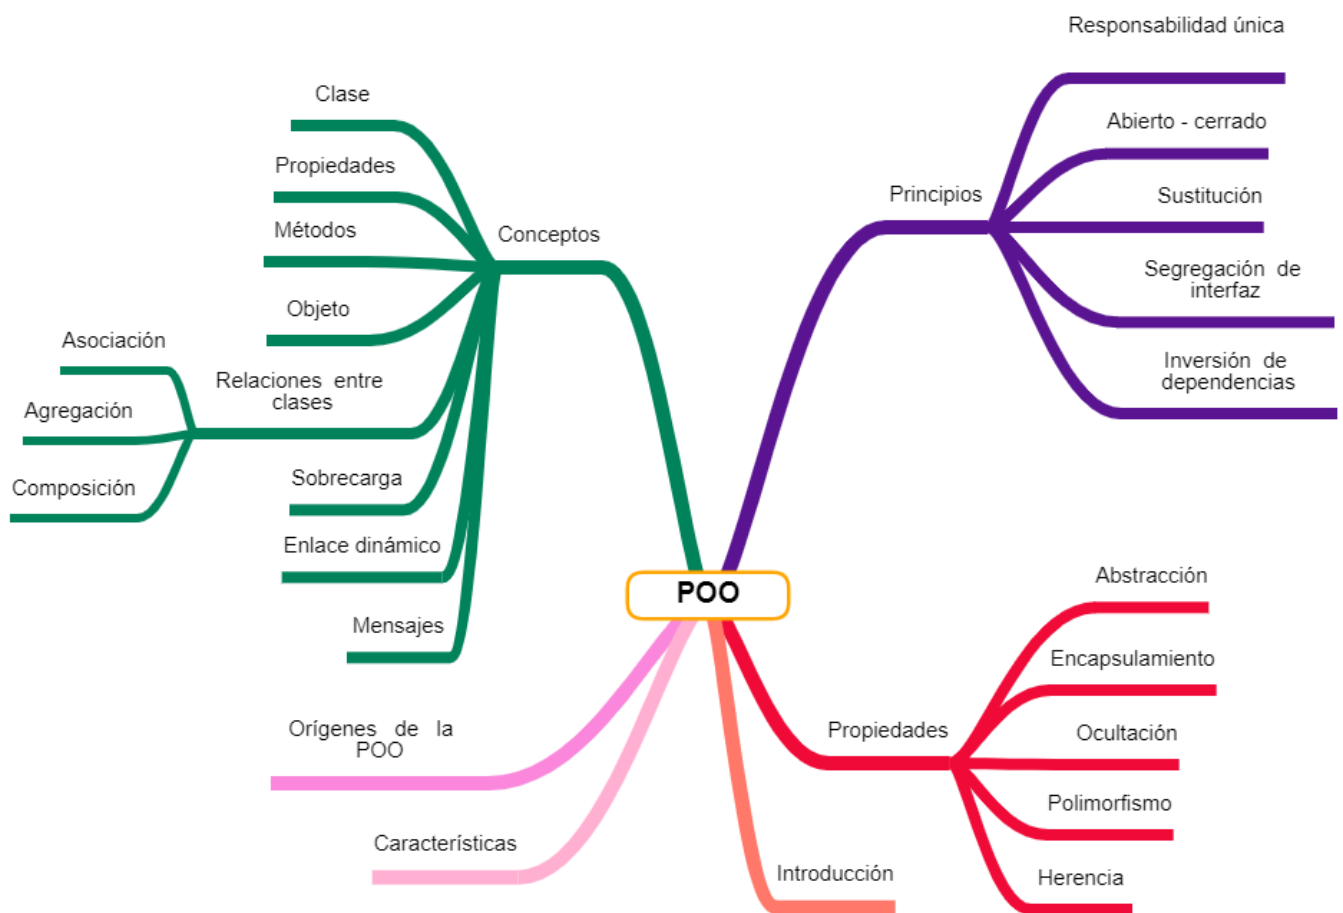 Responsabilidad única
Clase
Abierto - cerrado
Propiedades
Principios
Sustitución
Métodos
Conceptos
Segregación de
interfaz
Objeto
Asociación
Relaciones entre
clases
Inversión de
dependencias
Agregación
Composición
Sobrecarga
Enlace dinámico
POO
Abstracción
Mensajes
Encapsulamiento
Orígenes de la
POO
Propiedades
Ocultación
Polimorfismo
Características
Introducción
Herencia